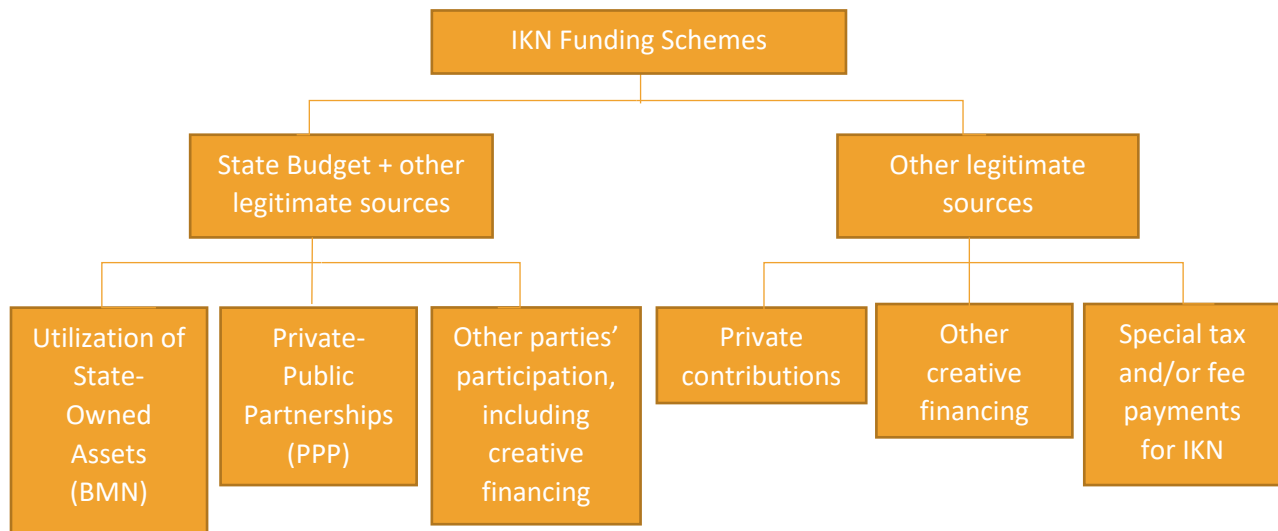 IKN Funding Schemes
State Budget + other
legitimate sources
Other legitimate
sources
Utilization of
State-
Owned
Assets
(BMN)
Private-
Public
Partnerships
(PPP)
Other parties’
participation,
including
creative
financing
Private
contributions
Other
creative
financing
Special tax
and/or fee
payments
for IKN